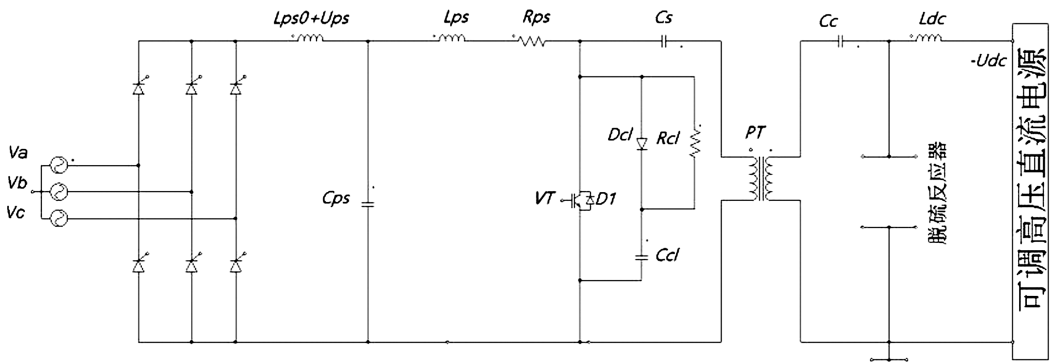 Lps0+Ups
Lps
Rps
Cs
Cc
Ldc
-Udc
Dcl
Rcl
PT
Va
Vb
Vc
Cps
VT
D1
Ccl
脱硫反应器
可调高压直流电源